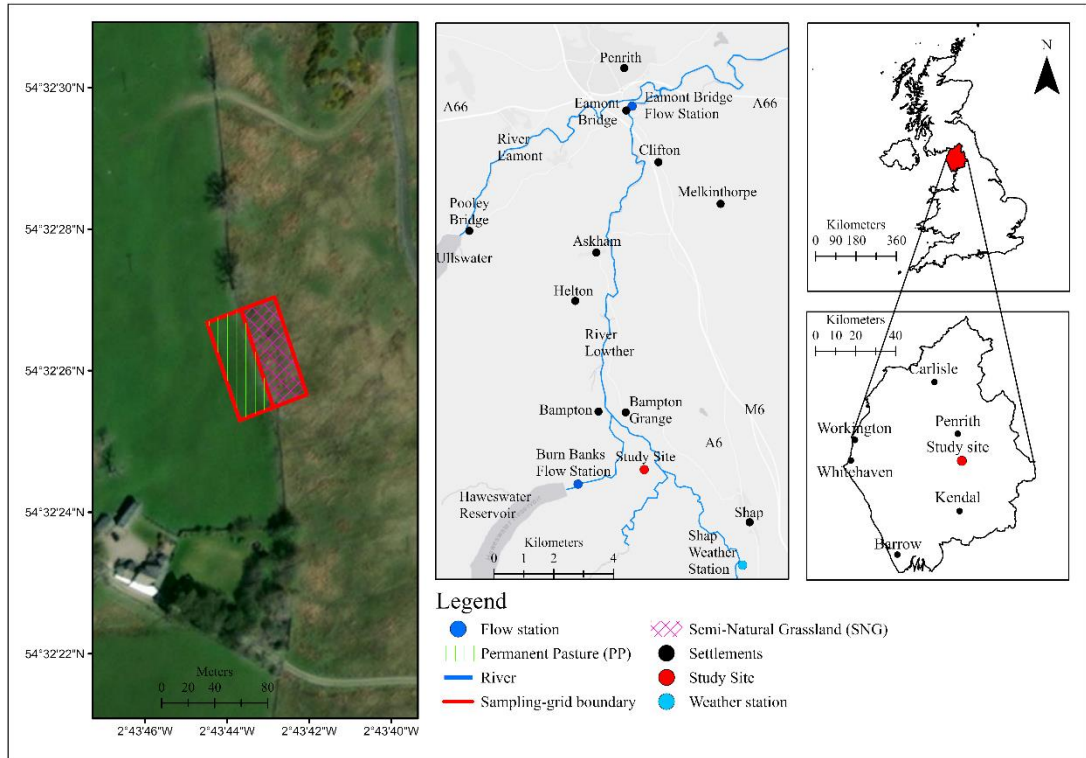 54°32'30"N
54°32'28"N
54°32'26"N
54°32'24"N
54°32'22"N
Meters
0 20 40 80
2°43'46"W 2°43'44"W 2°43'42"W 2°43'40"W
Penrith
A66
Eamont
Bridge
Eamont Bridge
Flow Station
A66
River
Eamont
Clifton
Melkinthorpe
Pooley
Bridge
Ullswater
Askham
Helton
River
Lowther
Bampton
Bampton
Grange
M6
A6
Burn Banks
Flow Station
Study Site
Haweswater
Reservoir
Shap
Kilometers
0 1 2 4
Shap
Weather
Station
N
Kilometers
0 90 180 360
Kilometers
0 10 20 40
Carlisle
Workington
Penrith
Study site
Whitehaven
Kendal
Barrow
Legend
Flow station
Permanent Pasture (PP)
River
Sampling-grid boundary
Semi-Natural Grassland (SNG)
Settlements
Study Site
Weather station